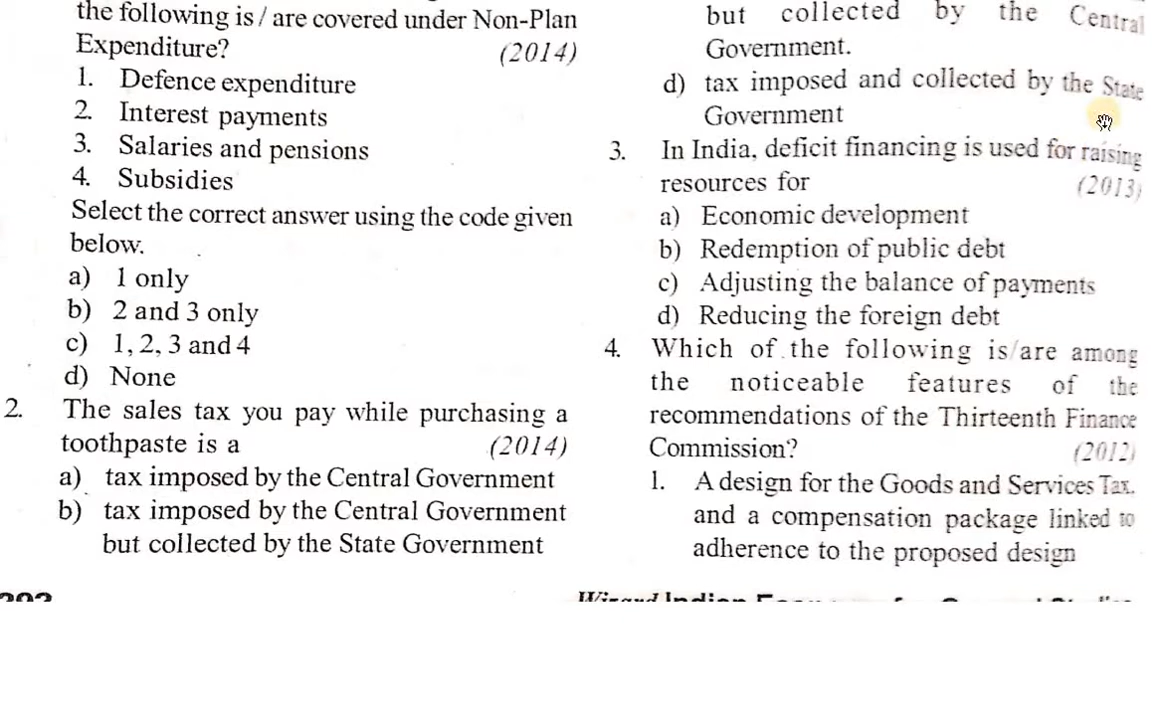 the following is / are covered under Non-Plan
Expenditure? (2014)
1. Defence expenditure
2. Interest payments
3. Salaries and pensions
4. Subsidies
Select the correct answer using the code given
below.
a) 1 only
b) 2 and 3 only
c) 1, 2, 3 and 4
d) None
2. The sales tax you pay while purchasing a
toothpaste is a (2014)
a) tax imposed by the Central Government
b) tax imposed by the Central Government
but collected by the State Government
but collected by the Central
Government.
d) tax imposed and collected by the State
Government
3. In India, deficit financing is used for raising
resources for (2013)
a) Economic development
b) Redemption of public debt
c) Adjusting the balance of payments
d) Reducing the foreign debt
4. Which of the following is/are among
the noticeable features of the
recommendations of the Thirteenth Finance
Commission? (2012)
1. A design for the Goods and Services Tax,
and a compensation package linked to
adherence to the proposed design